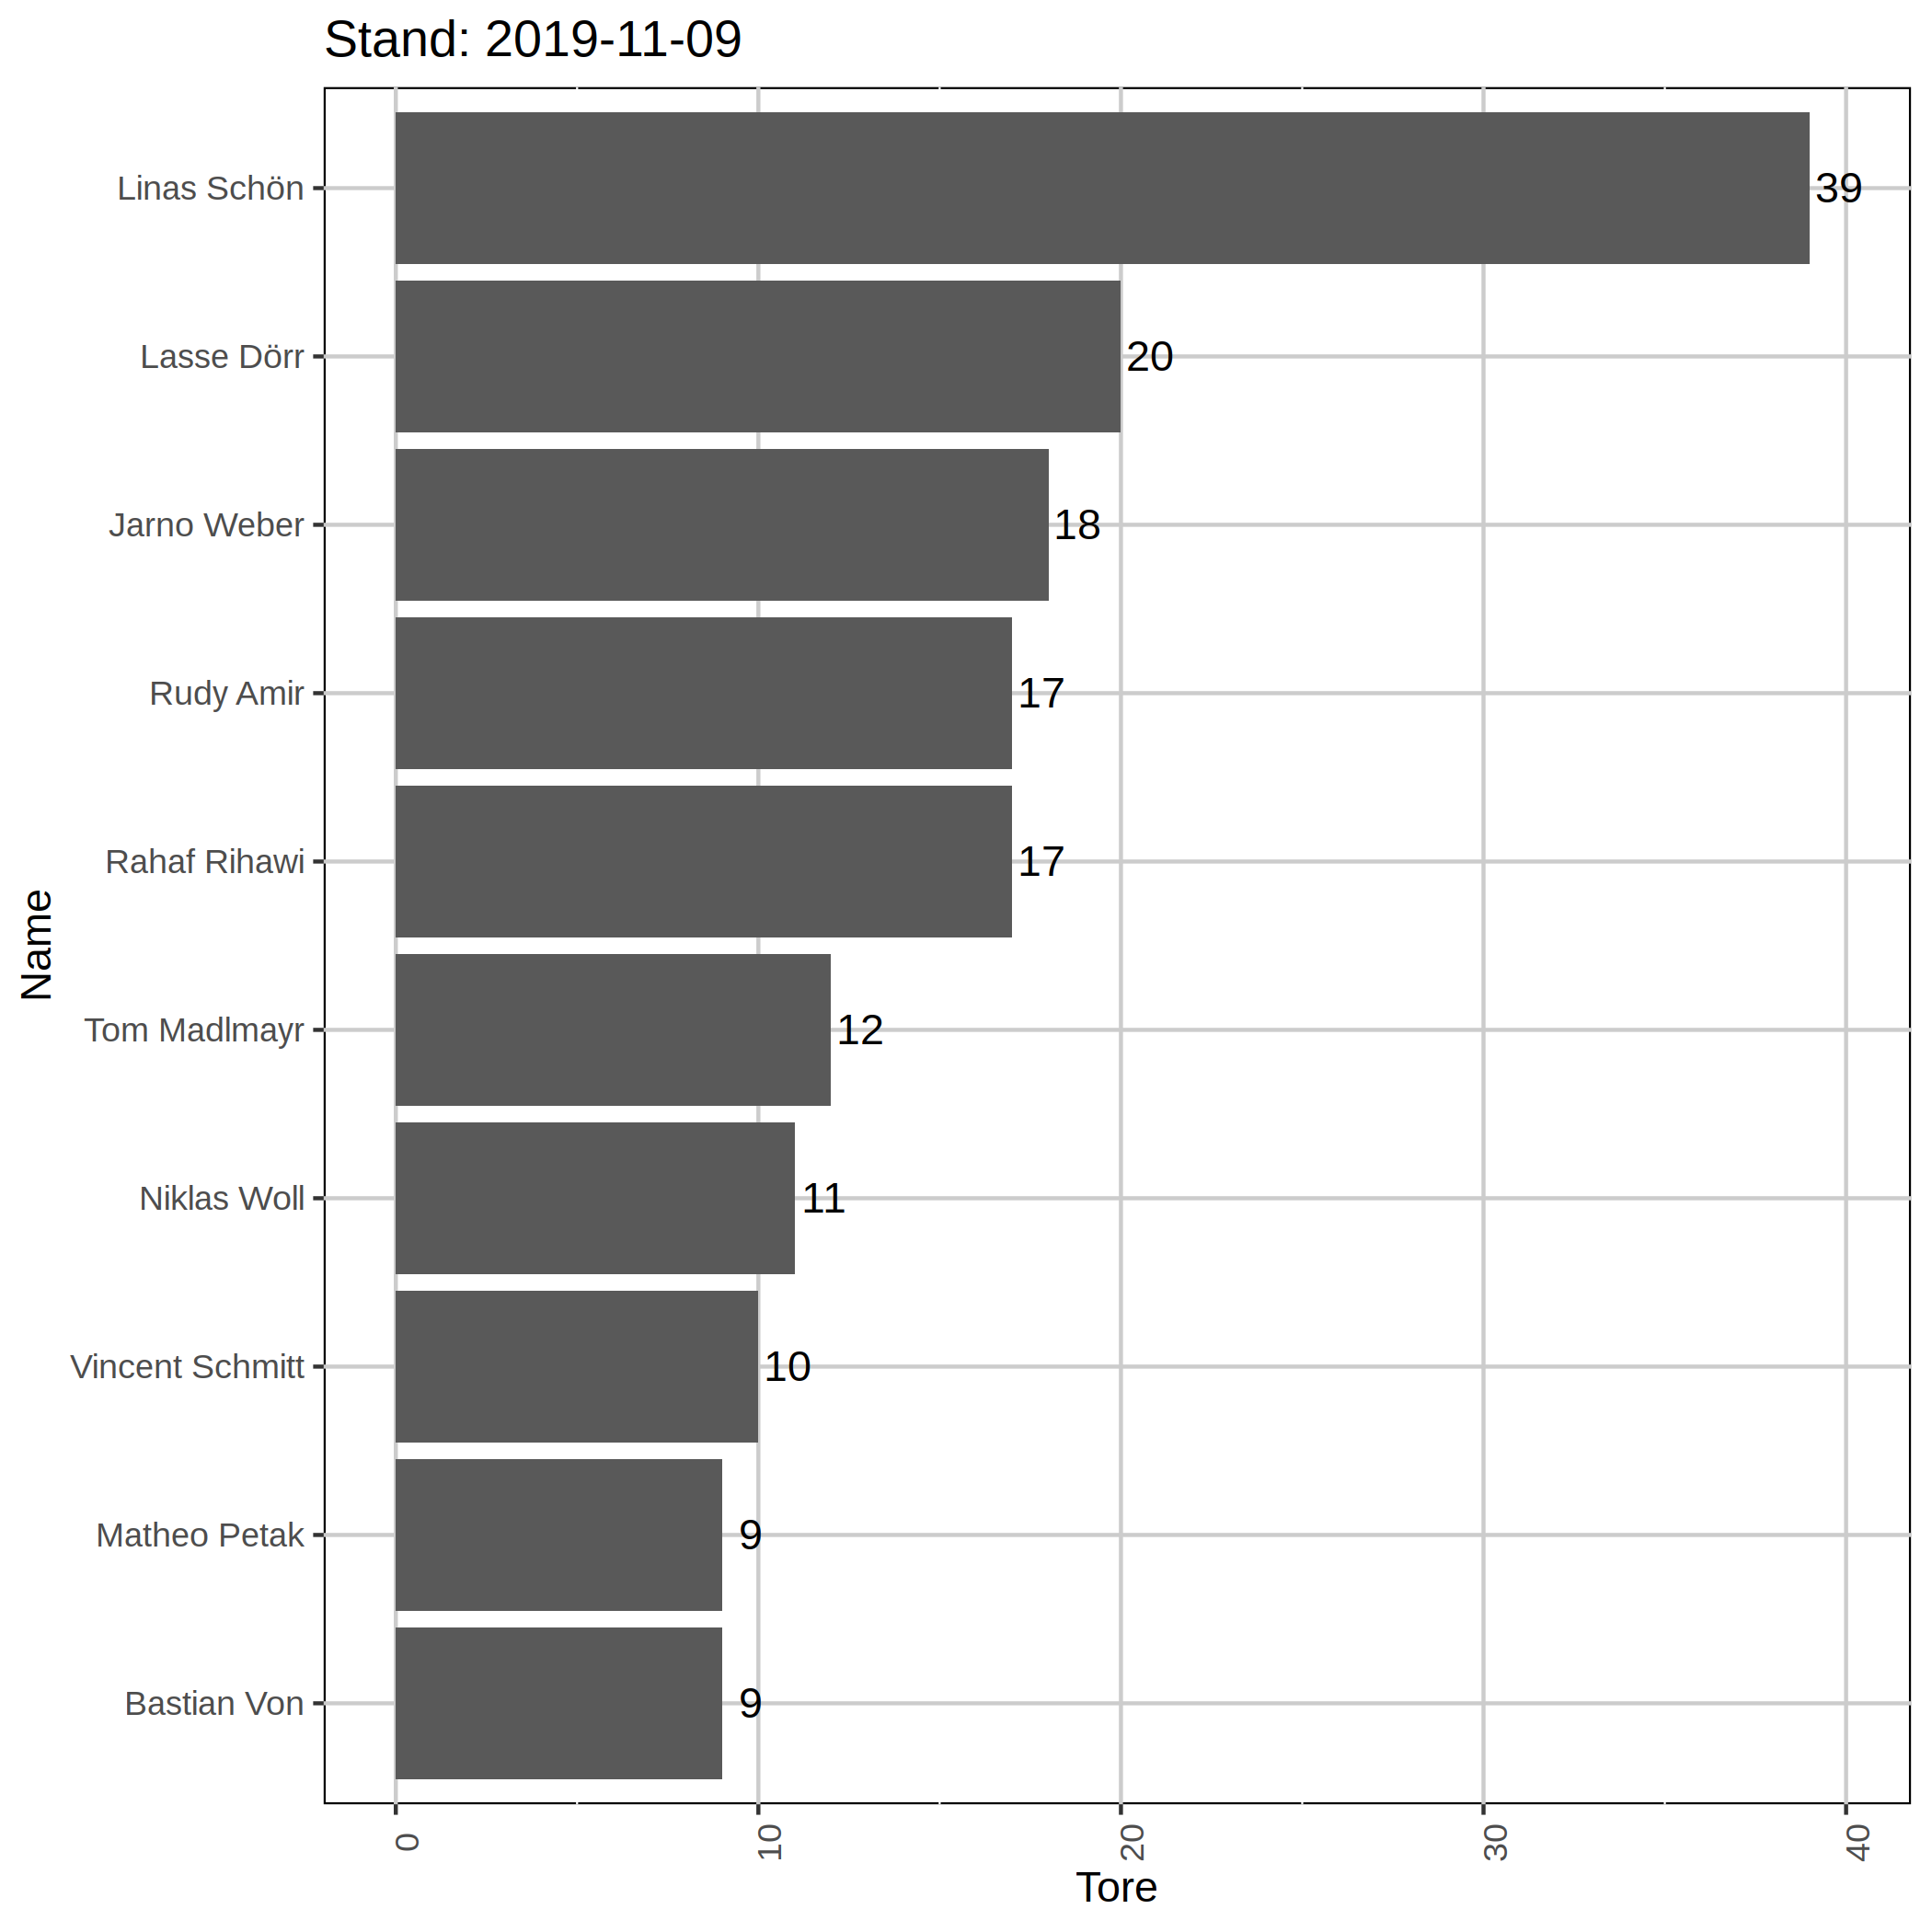 Stand: 2019-11-09
Name
Linas Schön 39
Lasse Dörr 20
Jarno Weber 18
Rudy Amir 17
Rahaf Rihawi 17
Tom Madlmayr 12
Niklas Woll 11
Vincent Schmitt 10
Matheo Petak 9
Bastian Von 9
0 10 20 30 40
Tore